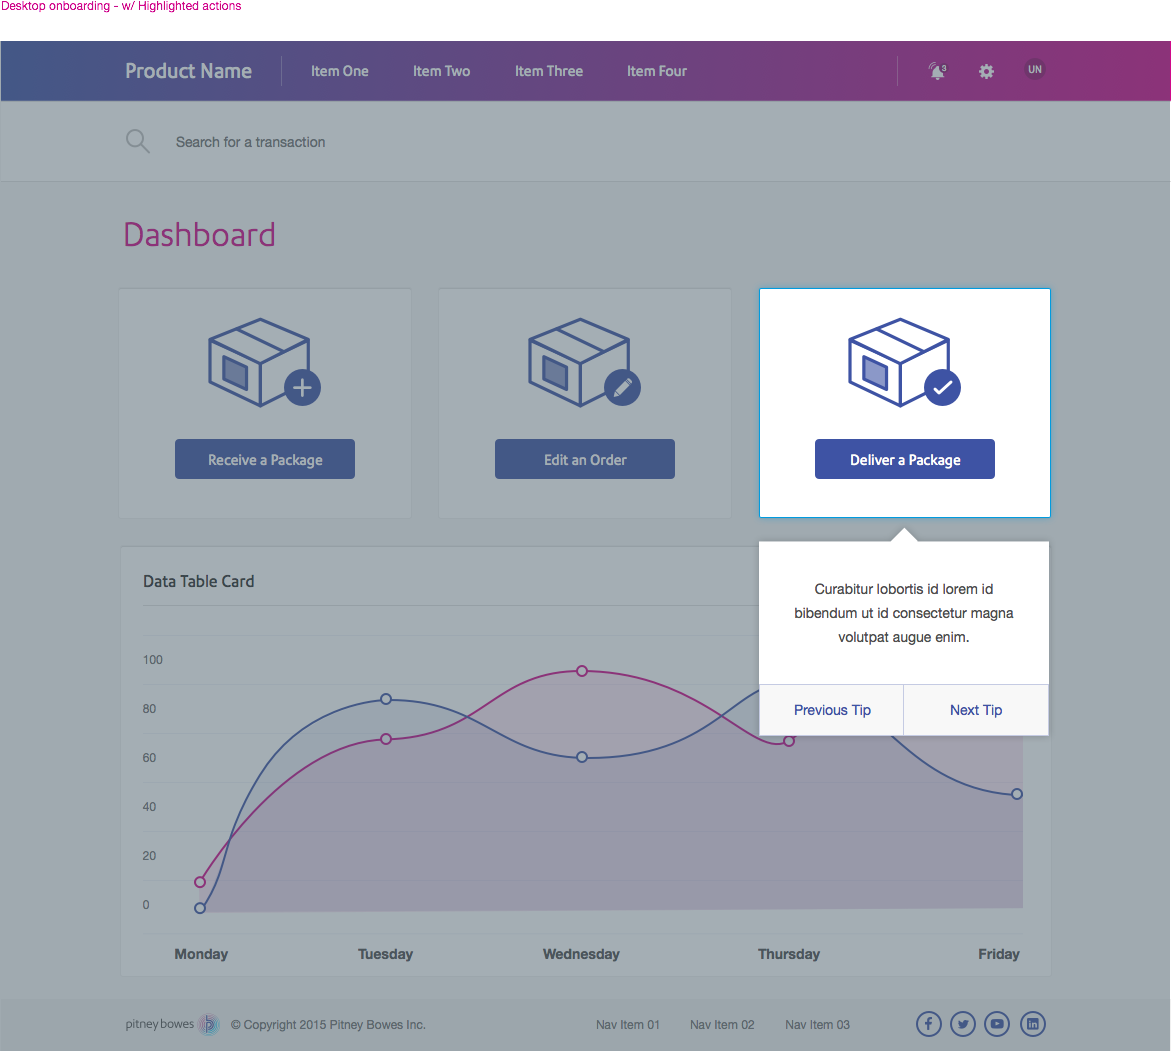 Desktop onboarding - w/ Highlighted actions
Product Name
Item One
Item Two
Item Three
Item Four
3
UN
Search for a transaction
Dashboard
Receive a Package
Edit an Order
Deliver a Package
Data Table Card
Curabitur lobortis id lorem id
bibendum ut id consectetur magna
volutpat augue enim.
Previous Tip
Next Tip
100
80
60
40
20
0
Monday
Tuesday
Wednesday
Thursday
Friday
pitney bowes
© Copyright 2015 Pitney Bowes Inc.
Nav Item 01
Nav Item 02
Nav Item 03